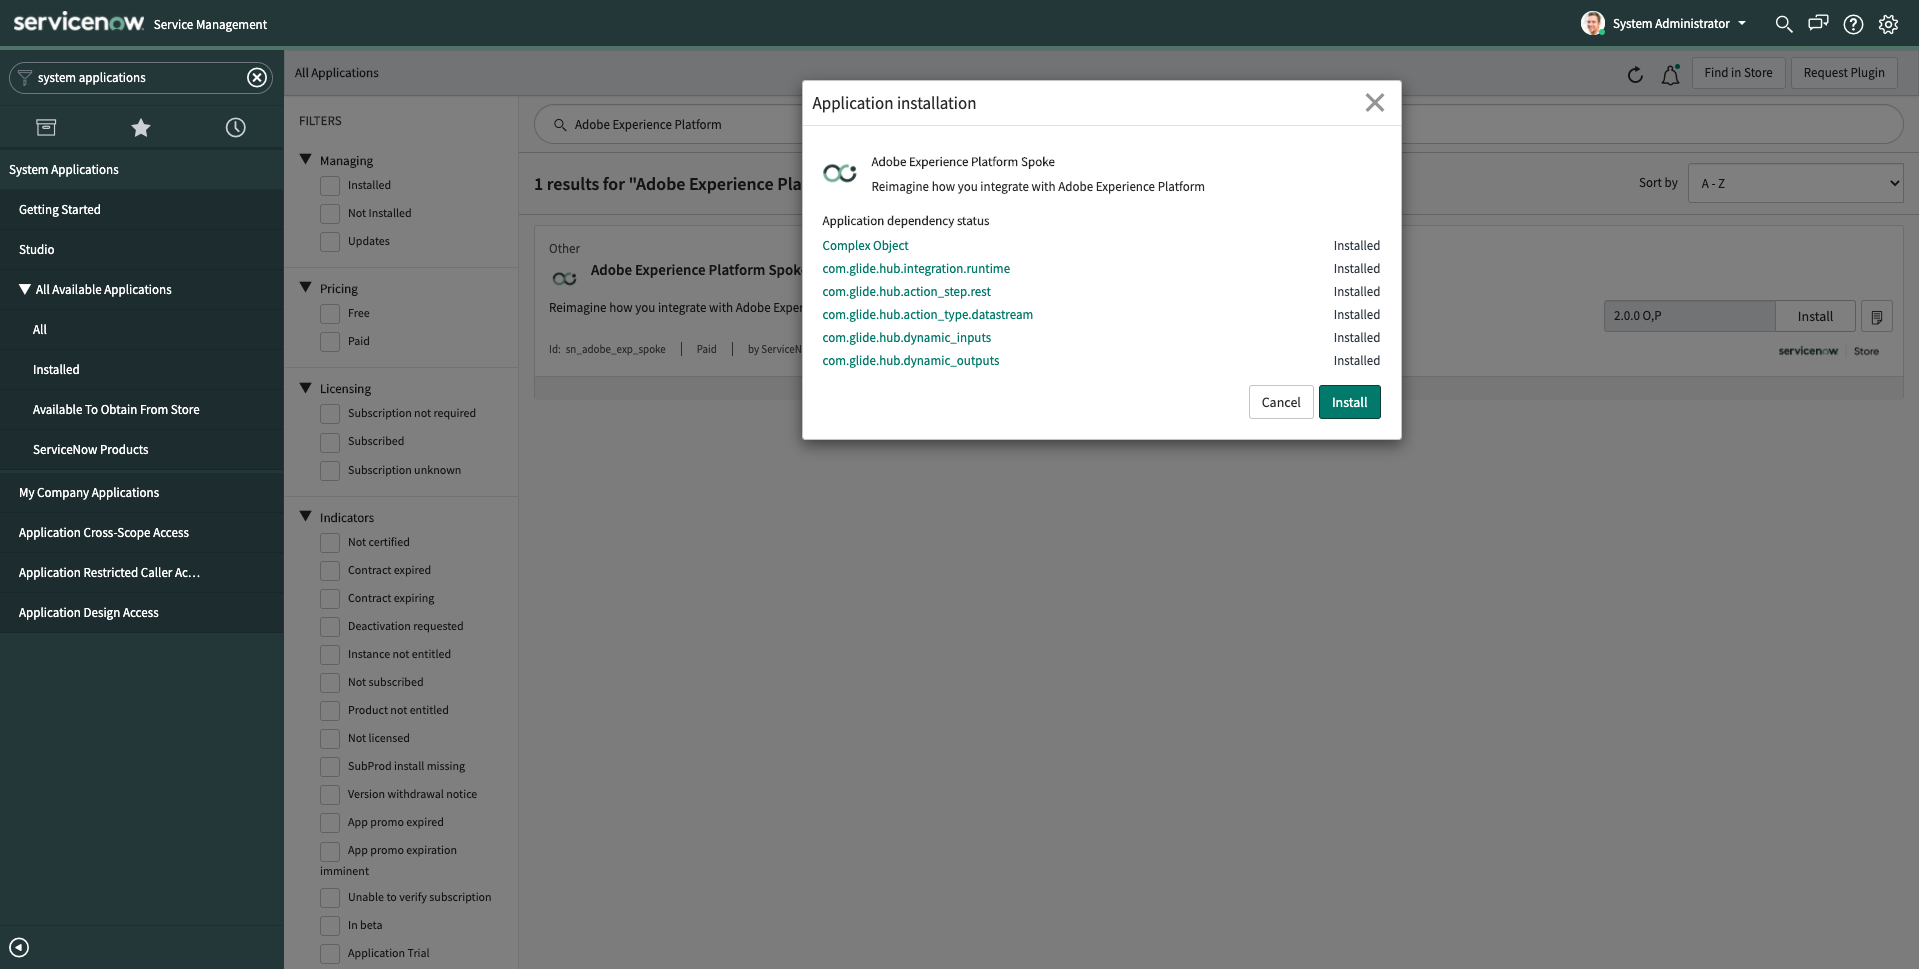 servicenow Service Management
System Administrator
system applications
System Applications
Getting Started
Studio
All Available Applications
All
Installed
Available To Obtain From Store
ServiceNow Products
My Company Applications
Application Cross-Scope Access
Application Restricted Caller Ac...
Application Design Access
All Applications
Find in Store
Request Plugin
FILTERS
Managing
Installed
Not Installed
Updates
Pricing
Free
Paid
Licensing
Subscription not required
Subscribed
Subscription unknown
Indicators
Not certified
Contract expired
Contract expiring
Deactivation requested
Instance not entitled
Not subscribed
Product not entitled
Not licensed
SubProd install missing
Version withdrawal notice
App promo expired
App promo expiration
imminent
Unable to verify subscription
In beta
Application Trial
Adobe Experience Platform
1 results for "Adobe Experience Pla
Sort by
A - Z
Other
Adobe Experience Platform Spok
Reimagine how you integrate with Adobe Exper
Id: sn_adobe_exp_spoke
Paid
by ServiceN
2.0.0 O,P
Install
servicenow Store
Application installation
Adobe Experience Platform Spoke
Reimagine how you integrate with Adobe Experience Platform
Application dependency status
Complex Object Installed
com.glide.hub.integration.runtime Installed
com.glide.hub.action_step.rest Installed
com.glide.hub.action_type.datastream Installed
com.glide.hub.dynamic_inputs Installed
com.glide.hub.dynamic_outputs Installed
Cancel
Install